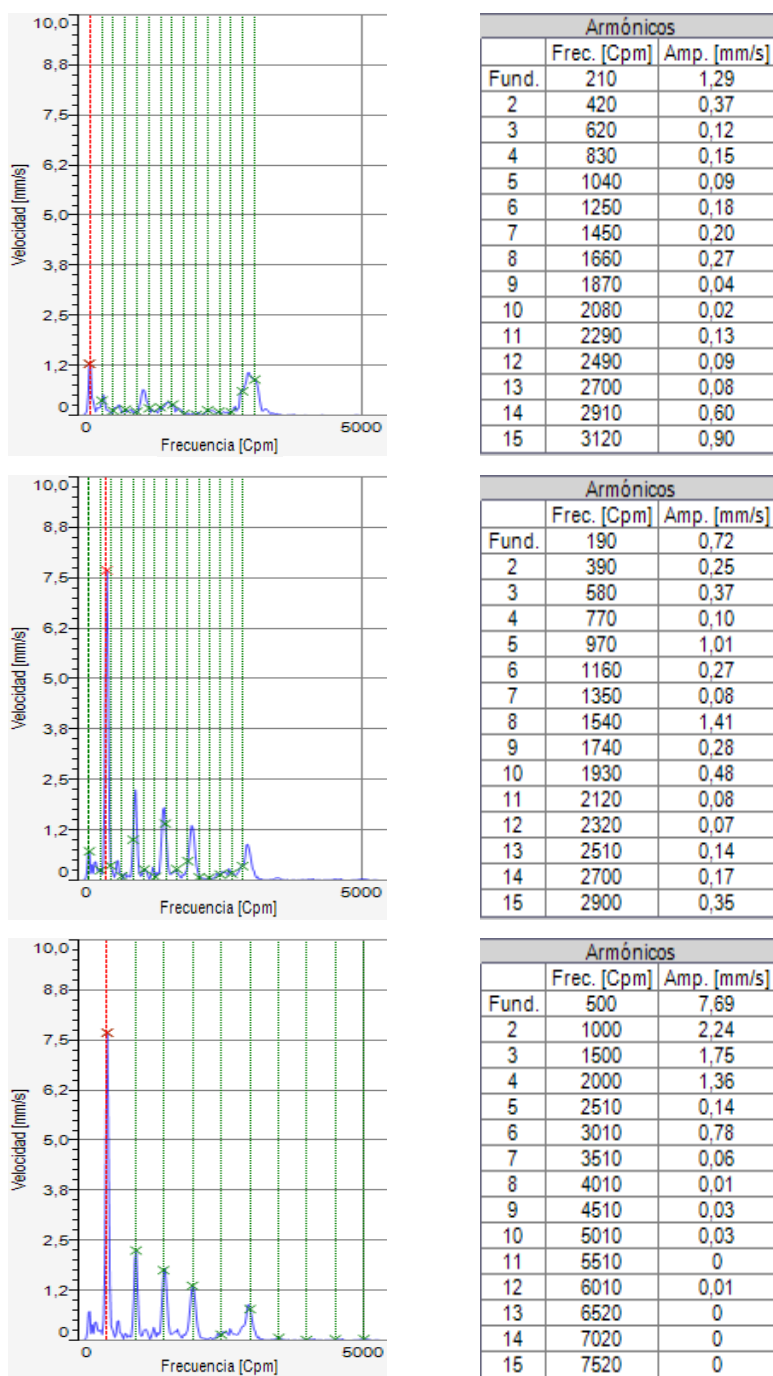 10,0
8,8
7,5
6,2
5,0
3,8
2,5
1,2
0
Velocidad [mm/s]
0 5000
Frecuencia [Cpm]
Armónicos
Frec. [Cpm] Amp. [mm/s]
Fund. 210 1,29
2 420 0,37
3 620 0,12
4 830 0,15
5 1040 0,09
6 1250 0,18
7 1450 0,20
8 1660 0,27
9 1870 0,04
10 2080 0,02
11 2290 0,13
12 2490 0,09
13 2700 0,08
14 2910 0,60
15 3120 0,90
10,0
8,8
7,5
6,2
5,0
3,8
2,5
1,2
0
Velocidad [mm/s]
0 5000
Frecuencia [Cpm]
Armónicos
Frec. [Cpm] Amp. [mm/s]
Fund. 190 0,72
2 390 0,25
3 580 0,37
4 770 0,10
5 970 1,01
6 1160 0,27
7 1350 0,08
8 1540 1,41
9 1740 0,28
10 1930 0,48
11 2120 0,08
12 2320 0,07
13 2510 0,14
14 2700 0,17
15 2900 0,35
10,0
8,8
7,5
6,2
5,0
3,8
2,5
1,2
0
Velocidad [mm/s]
0 5000
Frecuencia [Cpm]
Armónicos
Frec. [Cpm] Amp. [mm/s]
Fund. 500 7,69
2 1000 2,24
3 1500 1,75
4 2000 1,36
5 2510 0,14
6 3010 0,78
7 3510 0,06
8 4010 0,01
9 4510 0,03
10 5010 0,03
11 5510 0
12 6010 0,01
13 6520 0
14 7020 0
15 7520 0